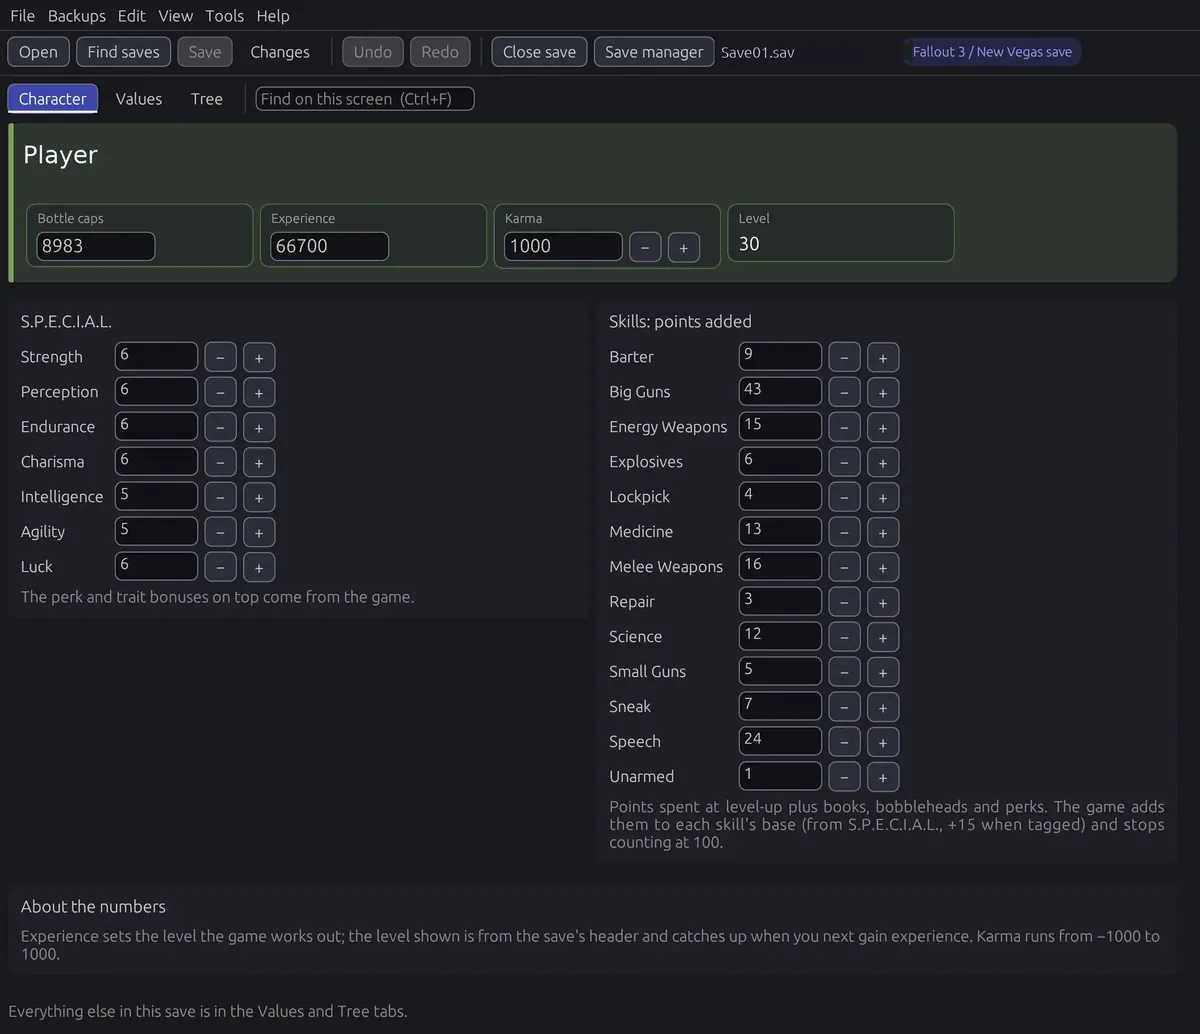 File Backups Edit View Tools Help
Open Find saves Save Changes Undo Redo Close save Save manager Save01.sav Fallout 3 / New Vegas save
Character Values Tree Find on this screen (Ctrl+F)
Player
Bottle caps Experience Karma Level
8983 66700 1000 − + 30
S.P.E.C.I.A.L.
Strength 6 − +
Perception 6 − +
Endurance 6 − +
Charisma 6 − +
Intelligence 5 − +
Agility 5 − +
Luck 6 − +
The perk and trait bonuses on top come from the game.
Skills: points added
Barter 9 − +
Big Guns 43 − +
Energy Weapons 15 − +
Explosives 6 − +
Lockpick 4 − +
Medicine 13 − +
Melee Weapons 16 − +
Repair 3 − +
Science 12 − +
Small Guns 5 − +
Sneak 7 − +
Speech 24 − +
Unarmed 1 − +
Points spent at level-up plus books, bobbleheads and perks. The game adds
them to each skill's base (from S.P.E.C.I.A.L., +15 when tagged) and stops
counting at 100.
About the numbers
Experience sets the level the game works out; the level shown is from the save's header and catches up when you next gain experience. Karma runs from −1000 to
1000.
Everything else in this save is in the Values and Tree tabs.